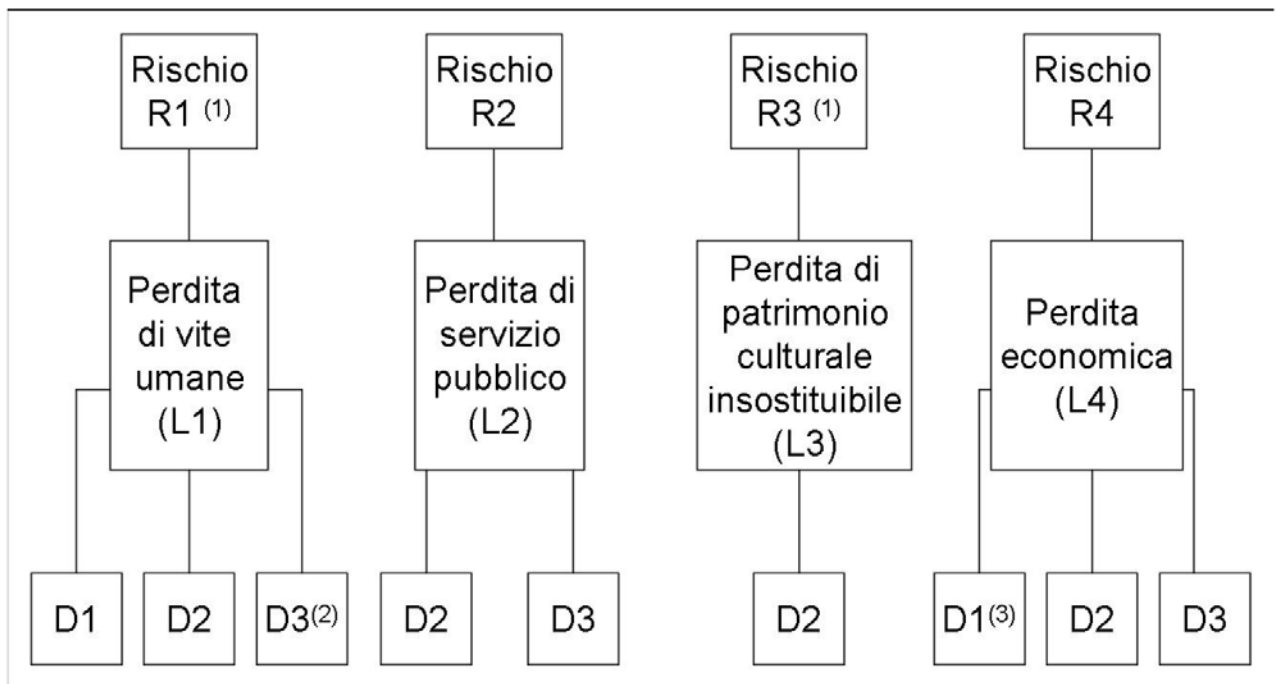 Rischio
R1 (1)
Rischio
R2
Rischio
R3 (1)
Rischio
R4
Perdita
di vite
umane
(L1)
Perdita di
servizio
pubblico
(L2)
Perdita di
patrimonio
culturale
insostituibile
(L3)
Perdita
economica
(L4)
D1
D2
D3(2)
D2
D3
D2
D1(3)
D2
D3